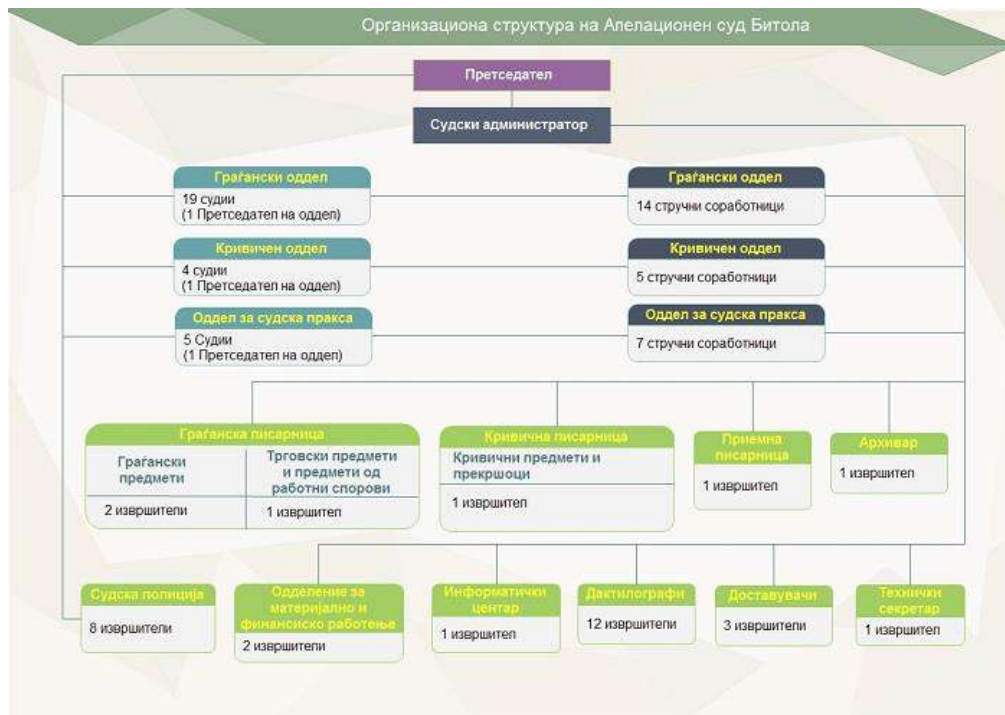 Организациона структура на Апелационен суд Битола
Претседател
Судски администратор
Граѓански оддел
19 судии
(1 Претседател на оддел)
Граѓански оддел
14 стручни соработници
Кривичен оддел
4 судии
(1 Претседател на оддел)
Кривичен оддел
5 стручни соработници
Оддел за судска пракса
5 Судии
(1 Претседател на оддел)
Оддел за судска пракса
7 стручни соработници
Граѓанска писарница
Граѓански
предмети
2 извршители
Трговски предмети
и предмети од
работни спорови
1 извршител
Кривична писарница
Кривични предмети и
прекршоци
1 извршител
Приемна
писарница
1 извршител
Архивар
1 извршител
Судска полиција
8 извршители
Одделение за
материјално и
финансиско работење
2 извршители
Информатички
центар
1 извршител
Дактилографи
12 извршители
Доставувачи
3 извршители
Технички
секретар
1 извршител